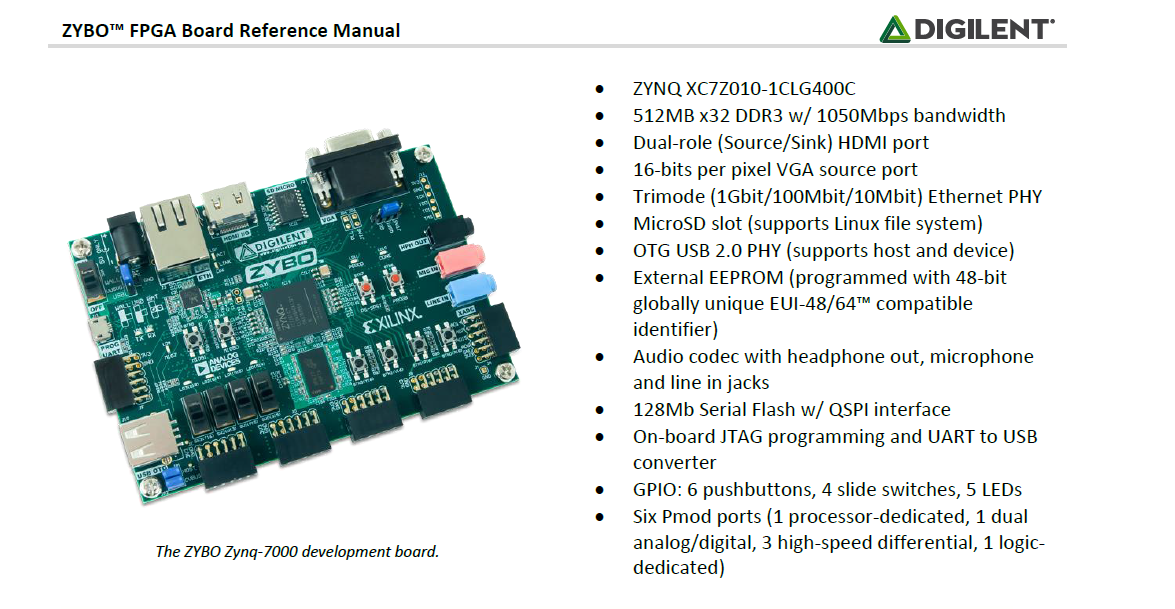 ZYBO™ FPGA Board Reference Manual
DIGILENT
ZYNQ XC7Z010-1CLG400C
512MB x32 DDR3 w/ 1050Mbps bandwidth
Dual-role (Source/Sink) HDMI port
16-bits per pixel VGA source port
Trimode (1Gbit/100Mbit/10Mbit) Ethernet PHY
MicroSD slot (supports Linux file system)
OTG USB 2.0 PHY (supports host and device)
External EEPROM (programmed with 48-bit
globally unique EUI-48/64™ compatible
identifier)
Audio codec with headphone out, microphone
and line in jacks
128Mb Serial Flash w/ QSPI interface
On-board JTAG programming and UART to USB
converter
GPIO: 6 pushbuttons, 4 slide switches, 5 LEDs
Six Pmod ports (1 processor-dedicated, 1 dual
analog/digital, 3 high-speed differential, 1 logic-
dedicated)
SD MICRO
VGA
DIGILENT
ZYBO
HPH OUT
MIC IN
LINE IN
OFF
ZYNQ
XILINX
PROG
UART
ANALOG
DEVICES
USB OTG
The ZYBO Zynq-7000 development board.